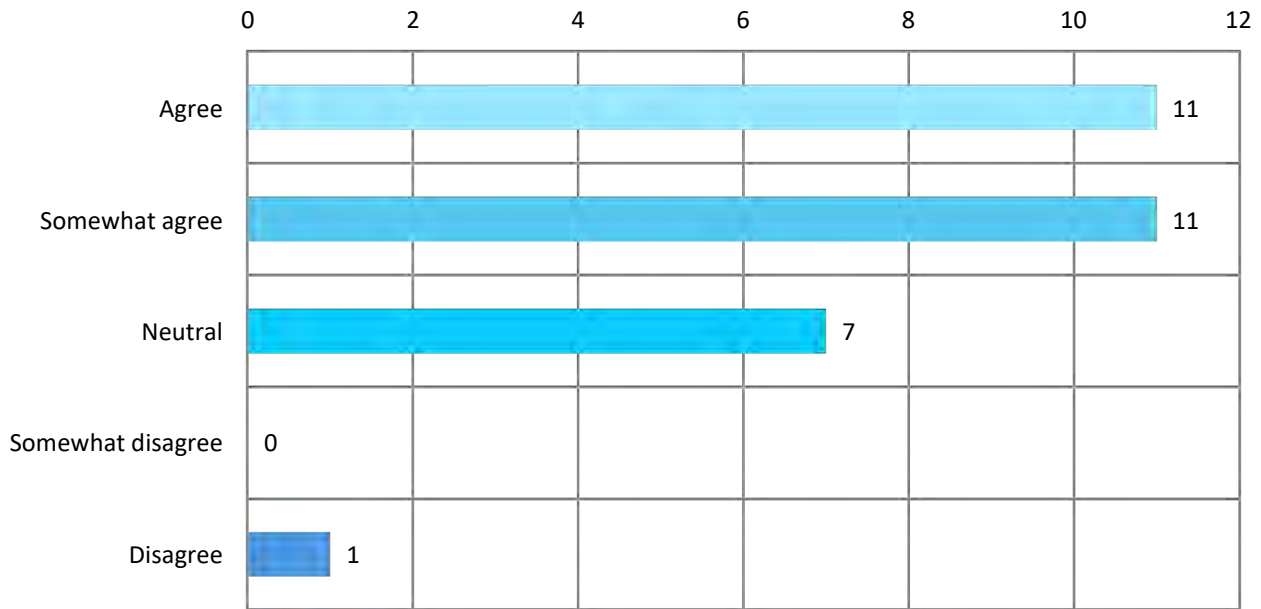 0 2 4 6 8 10 12
Agree 11
Somewhat agree 11
Neutral 7
Somewhat disagree 0
Disagree 1